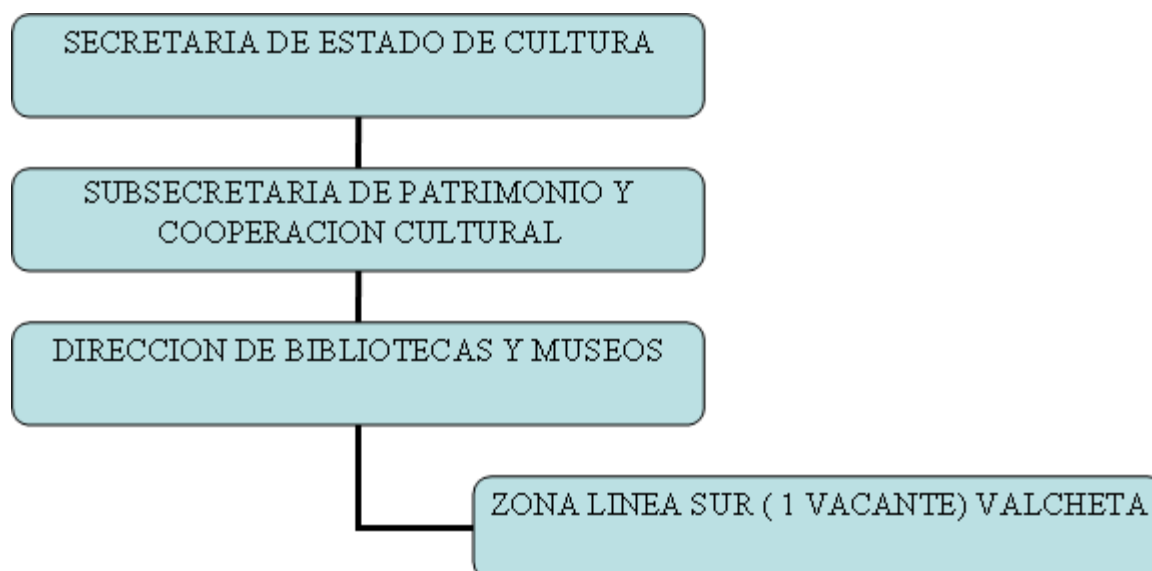 SECRETARIA DE ESTADO DE CULTURA
SUBSECRETARIA DE PATRIMONIO Y
COOPERACION CULTURAL
DIRECCION DE BIBLIOTECAS Y MUSEOS
ZONA LINEA SUR ( 1 VACANTE) VALCHETA